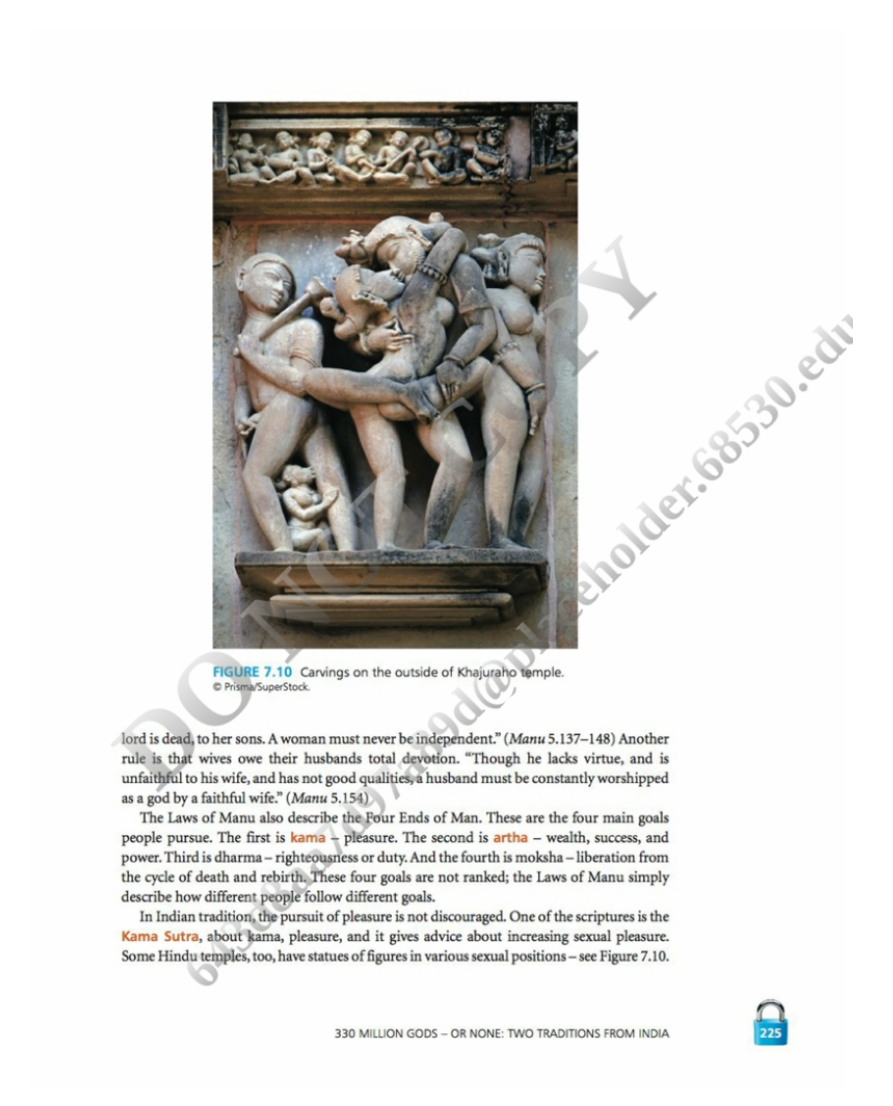 FIGURE 7.10 Carvings on the outside of Khajuraho temple.
© Prisma/SuperStock.
lord is dead, to her sons. A woman must never be independent.” (Manu 5.137–148) Another
rule is that wives owe their husbands total devotion. “Though he lacks virtue, and is
unfaithful to his wife, and has not good qualities, a husband must be constantly worshipped
as a god by a faithful wife.” (Manu 5.154)
The Laws of Manu also describe the Four Ends of Man. These are the four main goals
people pursue. The first is kama – pleasure. The second is artha – wealth, success, and
power. Third is dharma – righteousness or duty. And the fourth is moksha – liberation from
the cycle of death and rebirth. These four goals are not ranked; the Laws of Manu simply
describe how different people follow different goals.
In Indian tradition, the pursuit of pleasure is not discouraged. One of the scriptures is the
Kama Sutra, about kama, pleasure, and it gives advice about increasing sexual pleasure.
Some Hindu temples, too, have statues of figures in various sexual positions – see Figure 7.10.
330 MILLION GODS – OR NONE: TWO TRADITIONS FROM INDIA
225
DO NOT COPY